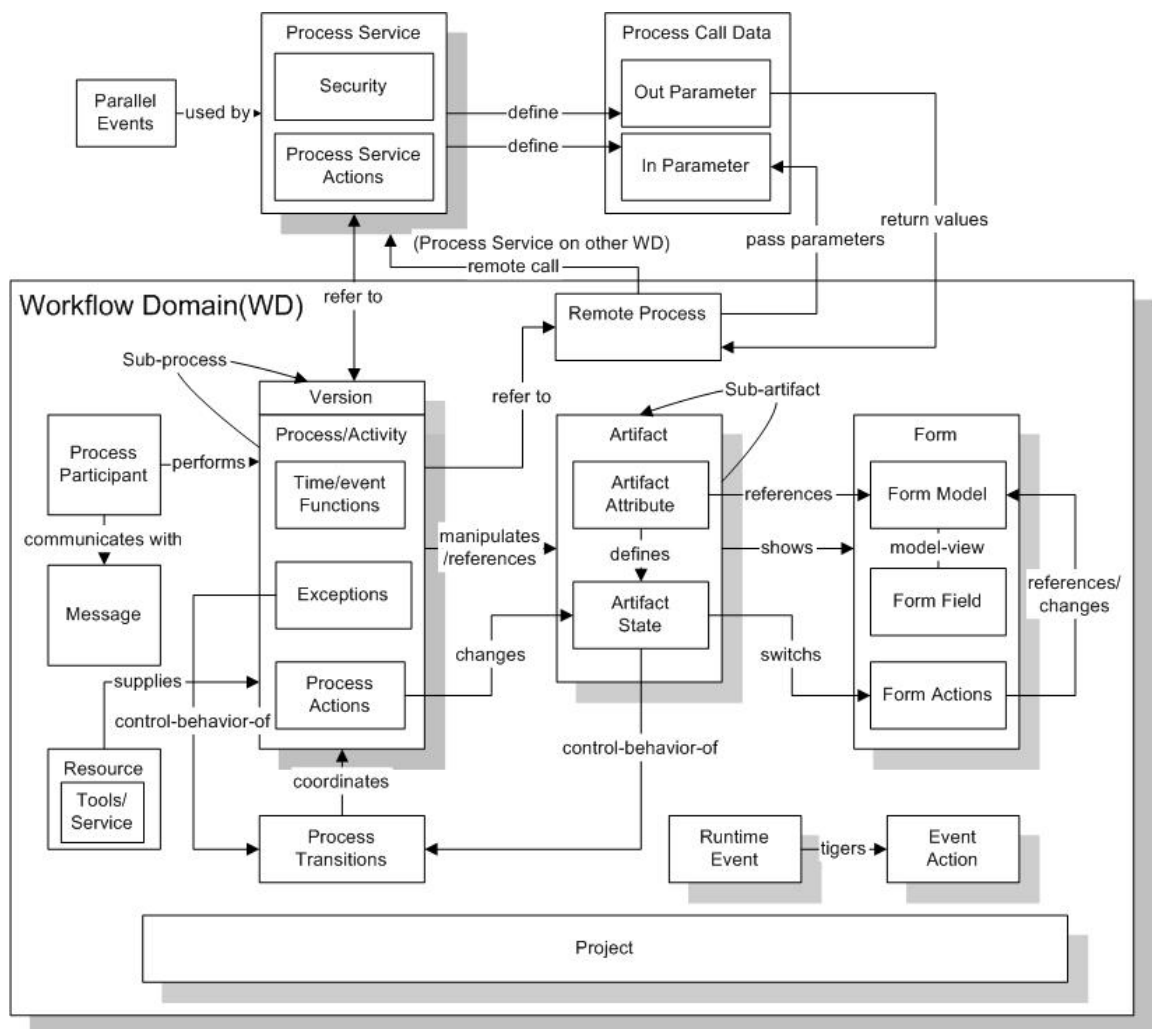 Process Service
Security
Process Service
Actions
Process Call Data
Out Parameter
In Parameter
Parallel
Events
used by
define
define
return values
pass parameters
(Process Service on other WD)
remote call
refer to
Workflow Domain(WD)
Remote Process
Sub-process
Version
refer to
Sub-artifact
Process
Participant
performs
Process/Activity
Time/event
Functions
Artifact
Artifact
Attribute
references
Form
Form Model
communicates with
manipulates
/references
defines
shows
model-view
Message
Exceptions
Artifact
State
Form Field
references/
changes
supplies
changes
switchs
Process
Actions
Form Actions
control-behavior-of
control-behavior-of
Resource
Tools/
Service
coordinates
Process
Transitions
Runtime
Event
tigers
Event
Action
Project